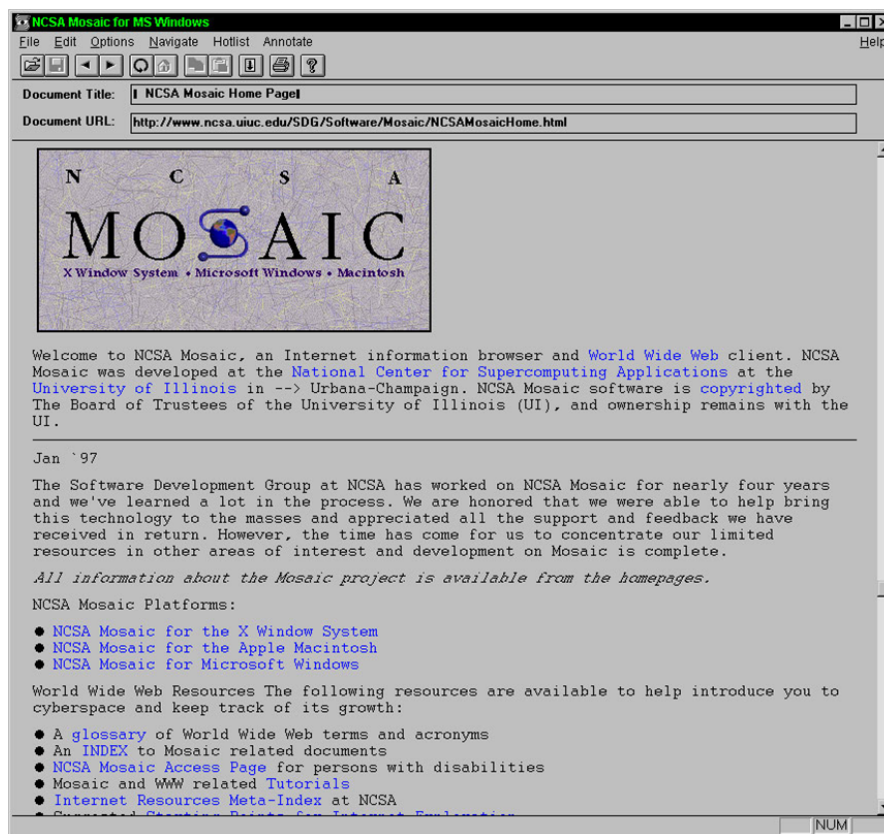 NCSA Mosaic for MS Windows
File Edit Options Navigate Hotlist Annotate Help
Document Title: NCSA Mosaic Home Page
Document URL: http://www.ncsa.uiuc.edu/SDG/Software/Mosaic/NCSAMosaicHome.html
N C S A
MOSAIC
X Window System • Microsoft Windows • Macintosh
Welcome to NCSA Mosaic, an Internet information browser and World Wide Web client. NCSA
Mosaic was developed at the National Center for Supercomputing Applications at the
University of Illinois in --> Urbana-Champaign. NCSA Mosaic software is copyrighted by
The Board of Trustees of the University of Illinois (UI), and ownership remains with the
UI.
Jan `97
The Software Development Group at NCSA has worked on NCSA Mosaic for nearly four years
and we've learned a lot in the process. We are honored that we were able to help bring
this technology to the masses and appreciated all the support and feedback we have
received in return. However, the time has come for us to concentrate our limited
resources in other areas of interest and development on Mosaic is complete.
All information about the Mosaic project is available from the homepages.
NCSA Mosaic Platforms:
● NCSA Mosaic for the X Window System
● NCSA Mosaic for the Apple Macintosh
● NCSA Mosaic for Microsoft Windows
World Wide Web Resources The following resources are available to help introduce you to
cyberspace and keep track of its growth:
● A glossary of World Wide Web terms and acronyms
● An INDEX to Mosaic related documents
● NCSA Mosaic Access Page for persons with disabilities
● Mosaic and WWW related Tutorials
● Internet Resources Meta-Index at NCSA
● Suggested Starting Points for Internet Exploration
NUM